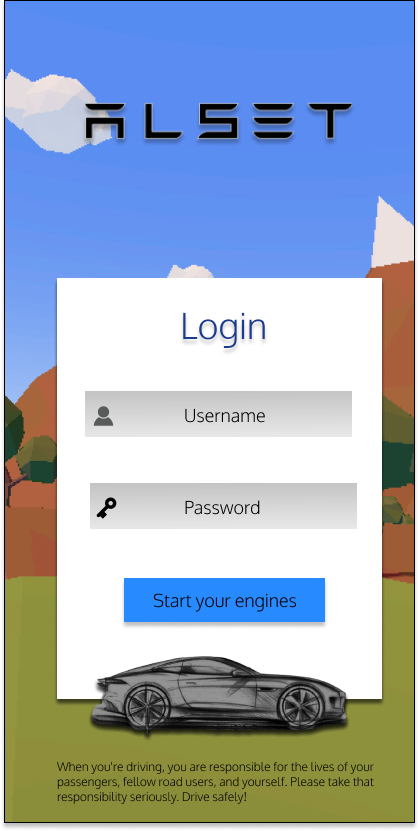 ALSET
Login
Username
Password
Start your engines
When you're driving, you are responsible for the lives of your
passengers, fellow road users, and yourself. Please take that
responsibility seriously. Drive safely!